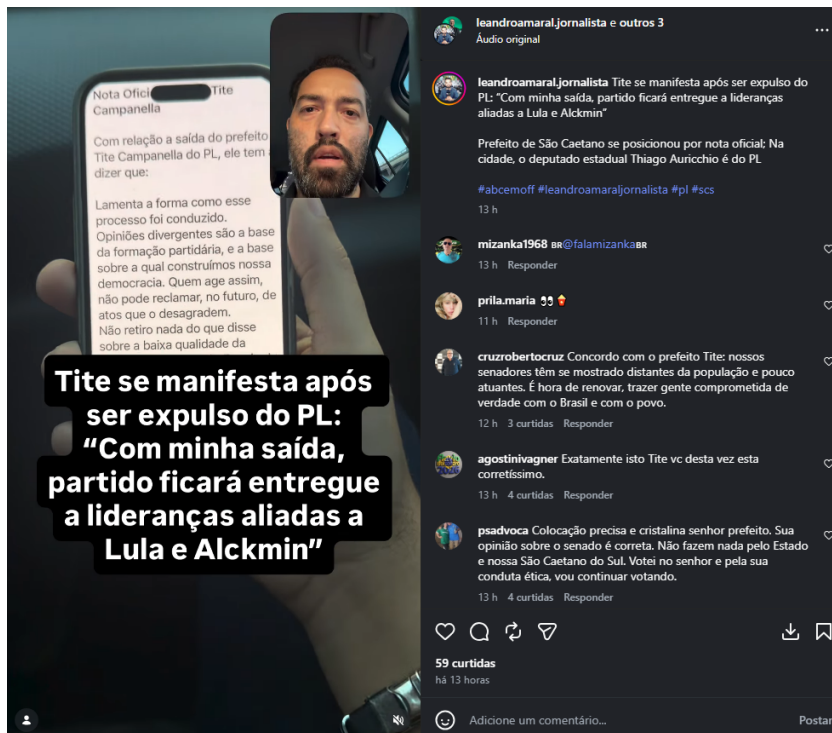 Nota Ofici Tite
Campanella
Com relação a saída do prefeito
Tite Campanella do PL, ele tem a
dizer que:
Lamenta a forma como esse
processo foi conduzido.
Opiniões divergentes são a base
da formação partidária, e a base
sobre a qual construímos nossa
democracia. Quem age assim,
não pode reclamar, no futuro, de
atos que o desagradem.
Não retiro nada do que disse
sobre a baixa qualidade da
Tite se manifesta após
ser expulso do PL:
“Com minha saída,
partido ficará entregue
a lideranças aliadas a
Lula e Alckmin”
leandroamaral.jornalista e outros 3
Áudio original
leandroamaral.jornalista Tite se manifesta após ser expulso do
PL: “Com minha saída, partido ficará entregue a lideranças
aliadas a Lula e Alckmin”
Prefeito de São Caetano se posicionou por nota oficial; Na
cidade, o deputado estadual Thiago Auricchio é do PL
#abcemoff #leandroamaraljornalista #pl #scs
13 h
mizanka1968 BR@falamizankaBR
13 h Responder
prila.maria 👀🍿
11 h Responder
cruzrobertocruz Concordo com o prefeito Tite: nossos
senadores têm se mostrado distantes da população e pouco
atuantes. É hora de renovar, trazer gente comprometida de
verdade com o Brasil e com o povo.
12 h 3 curtidas Responder
agostinivagner Exatamente isto Tite vc desta vez esta
corretíssimo.
13 h 4 curtidas Responder
psadvoca Colocação precisa e cristalina senhor prefeito. Sua
opinião sobre o senado é correta. Não fazem nada pelo Estado
e nossa São Caetano do Sul. Votei no senhor e pela sua
conduta ética, vou continuar votando.
13 h 4 curtidas Responder
59 curtidas
há 13 horas
Adicione um comentário...
Postar